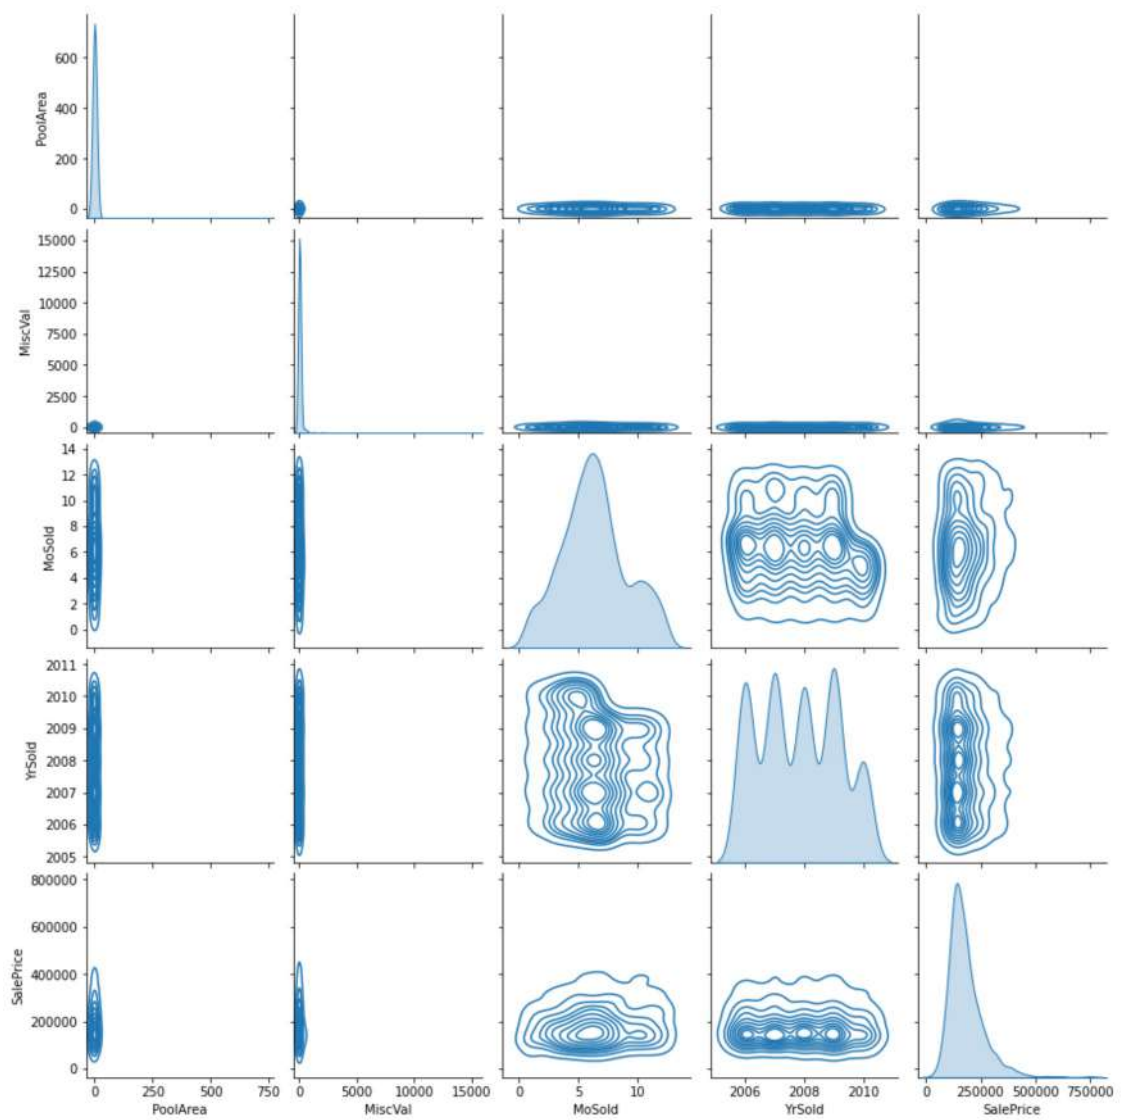 600
400
200
0
PoolArea
15000
12500
10000
7500
5000
2500
0
MiscVal
14
12
10
8
6
4
2
0
MoSold
2011
2010
2009
2008
2007
2006
2005
YrSold
800000
600000
400000
200000
0
SalePrice
0 250 500 750
0 5000 10000 15000
0 5 10
2006 2008 2010
0 250000 500000 750000
PoolArea MiscVal MoSold YrSold SalePrice